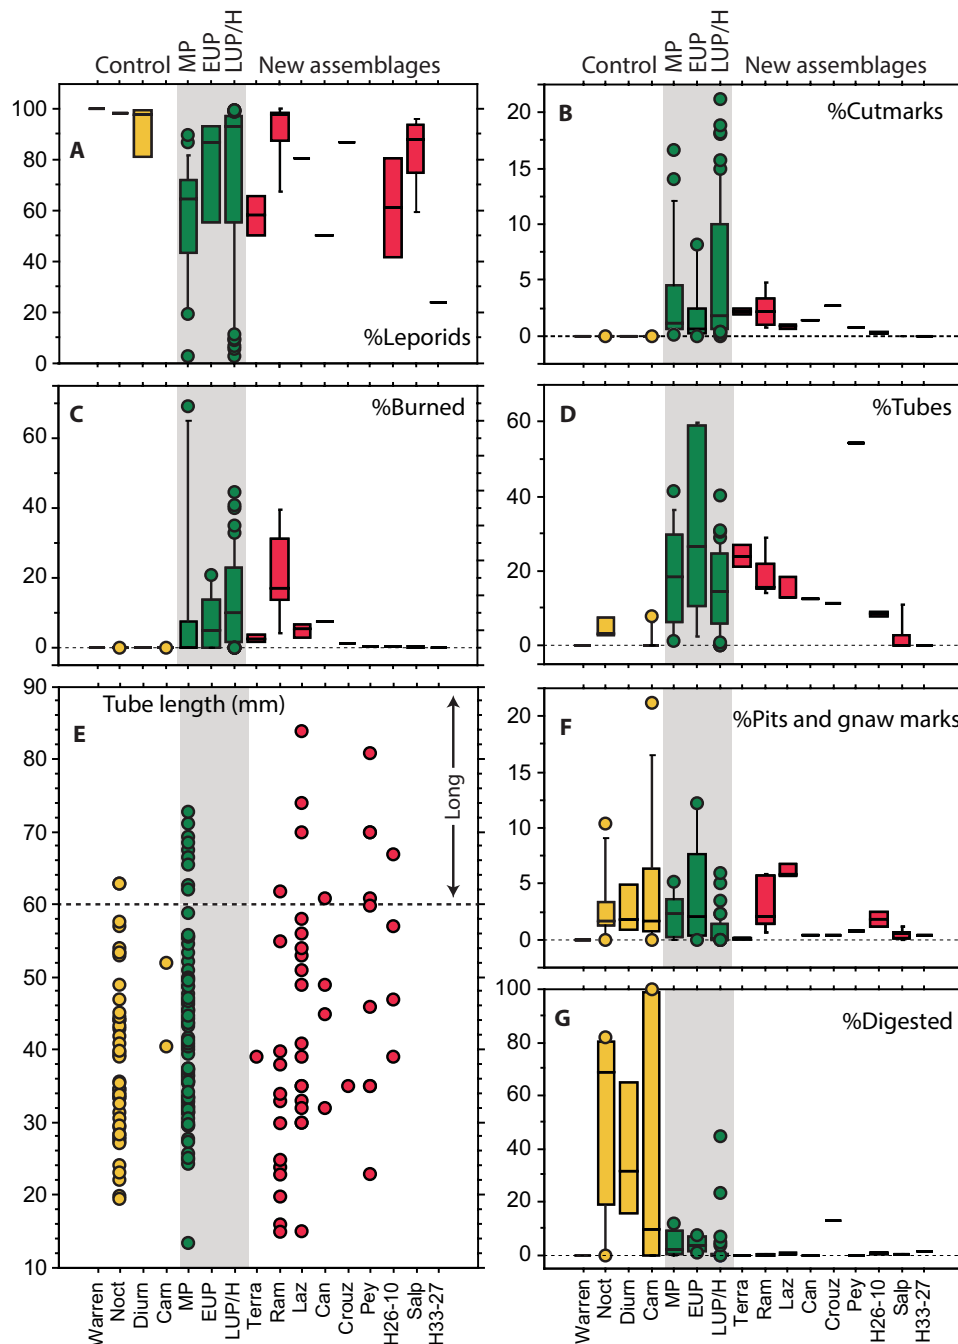 MP EUP LUP/H MP EUP LUP/H
Control New assemblages Control New assemblages
100
80
60
40
20
0
A
%Leporids
20
15
10
5
0
B
%Cutmarks
60
40
20
0
C
%Burned
60
40
20
0
D
%Tubes
90
80
70
60
50
40
30
20
10
Tube length (mm)
E
Long
20
15
10
5
0
F
%Pits and gnaw marks
100
80
60
40
20
0
G
%Digested
Warren Noct Dium Cam MP EUP LUP/H Terra Ram Laz Can Crouz Pey H26-10 Salp H33-27
Warren Noct Dium Cam MP EUP LUP/H Terra Ram Laz Can Crouz Pey H26-10 Salp H33-27